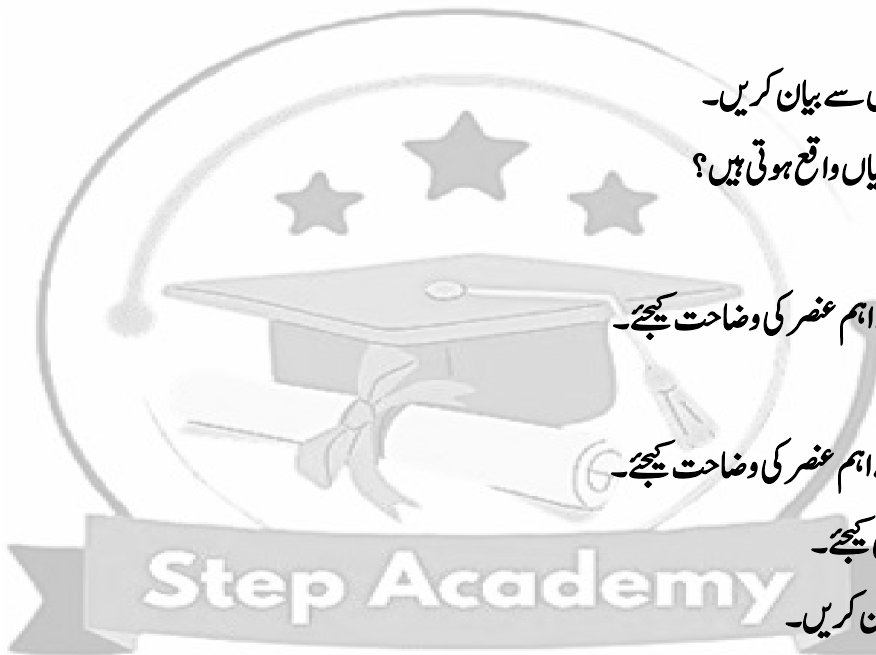 سے بیان کریں۔
واقع ہوتی ہیں؟
اہم عنصر کی وضاحت کیجئے۔
اہم عنصر کی وضاحت کیجئے۔
کیجئے۔
کریں۔
Step Academy